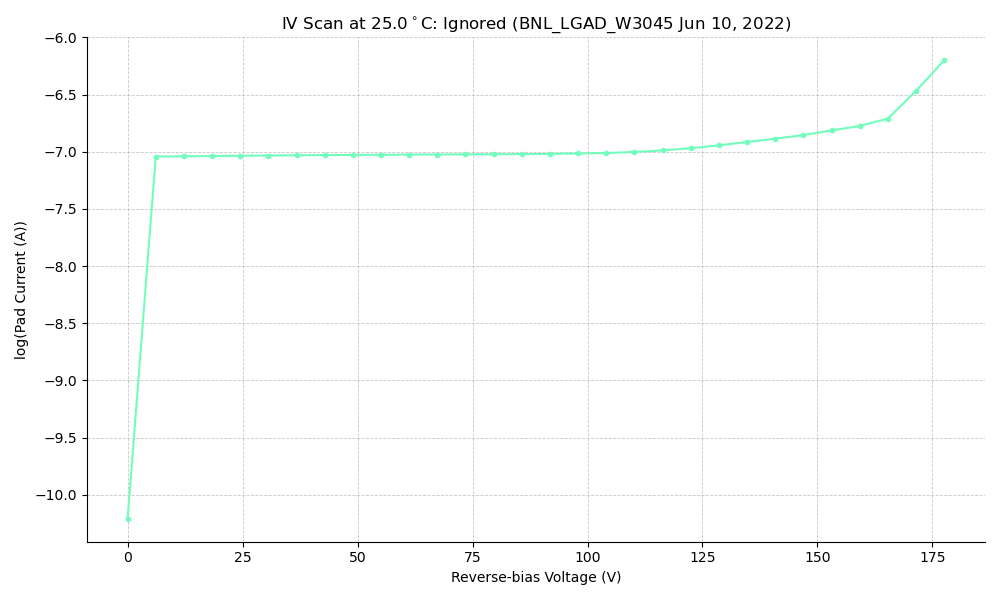 IV Scan at 25.0°C: Ignored (BNL_LGAD_W3045 Jun 10, 2022)
−6.0
−6.5
−7.0
−7.5
−8.0
−8.5
−9.0
−9.5
−10.0
log(Pad Current (A))
0 25 50 75 100 125 150 175
Reverse-bias Voltage (V)